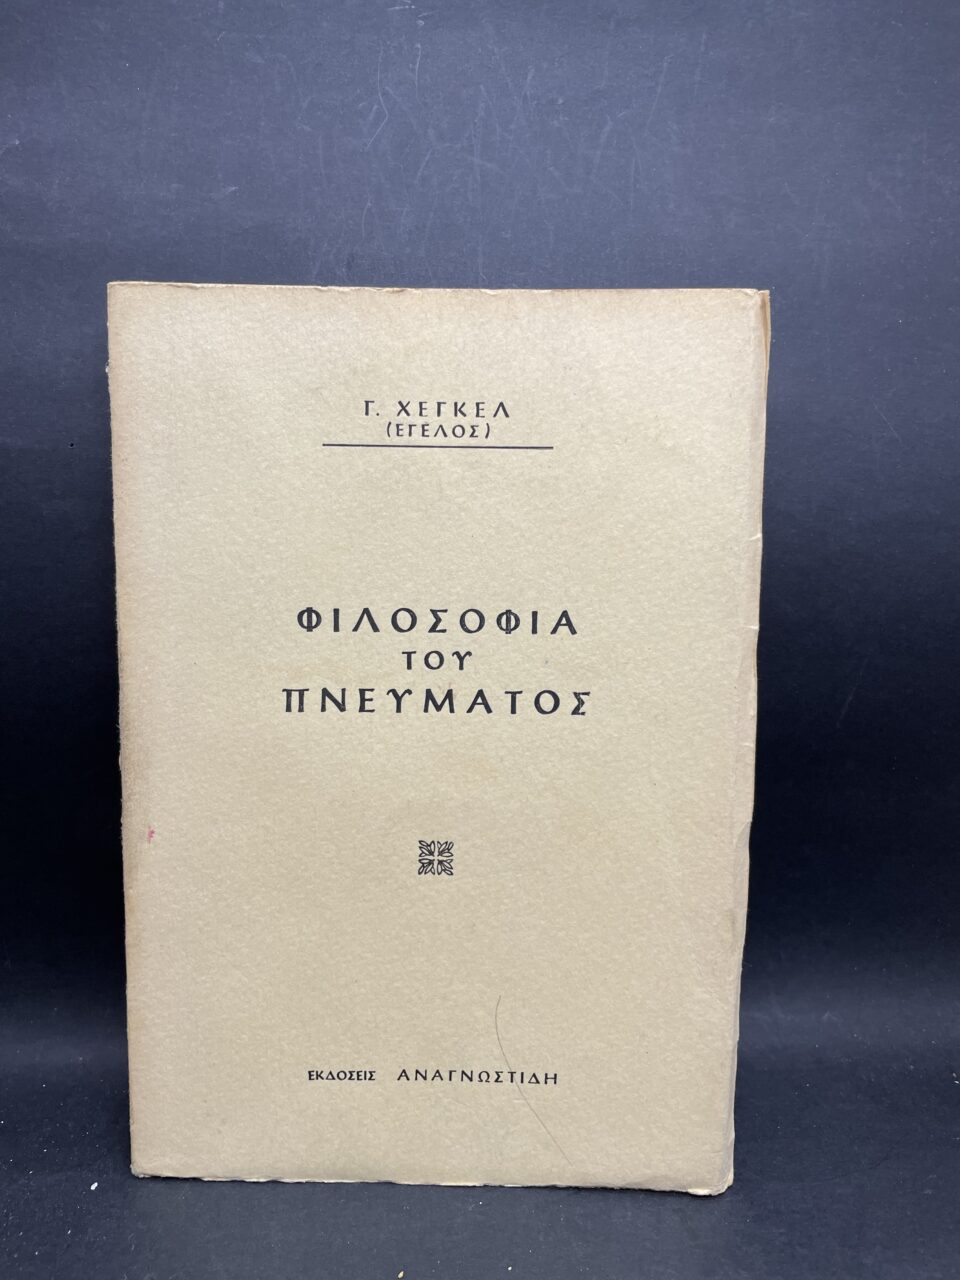 Γ. ΧΕΓΚΕΛ
(ΕΓΕΛΟΣ)
ΦΙΛΟΣΟΦΙΑ
ΤΟΥ
ΠΝΕΥΜΑΤΟΣ
ΕΚΔΟΣΕΙΣ ΑΝΑΓΝΩΣΤΙΔΗ